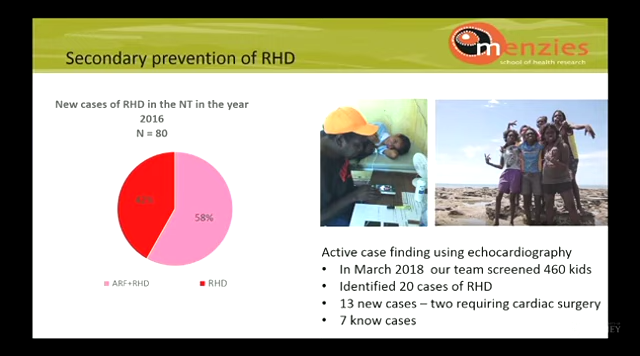 Secondary prevention of RHD
menzies
school of health research
New cases of RHD in the NT in the year
2016
N = 80
58%
ARF+RHD
RHD
Active case finding using echocardiography
• In March 2018 our team screened 460 kids
• Identified 20 cases of RHD
• 13 new cases – two requiring cardiac surgery
• 7 know cases